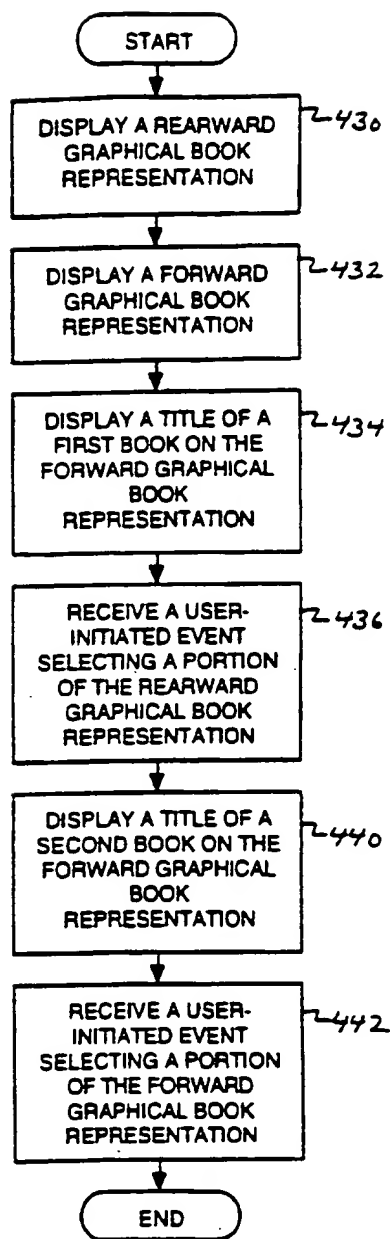 START
DISPLAY A REARWARD
GRAPHICAL BOOK
REPRESENTATION
430
DISPLAY A FORWARD
GRAPHICAL BOOK
REPRESENTATION
432
DISPLAY A TITLE OF A
FIRST BOOK ON THE
FORWARD GRAPHICAL
BOOK
REPRESENTATION
434
RECEIVE A USER-
INITIATED EVENT
SELECTING A PORTION
OF THE REARWARD
GRAPHICAL BOOK
REPRESENTATION
436
DISPLAY A TITLE OF A
SECOND BOOK ON THE
FORWARD GRAPHICAL
BOOK
REPRESENTATION
440
RECEIVE A USER-
INITIATED EVENT
SELECTING A PORTION
OF THE FORWARD
GRAPHICAL BOOK
REPRESENTATION
442
END